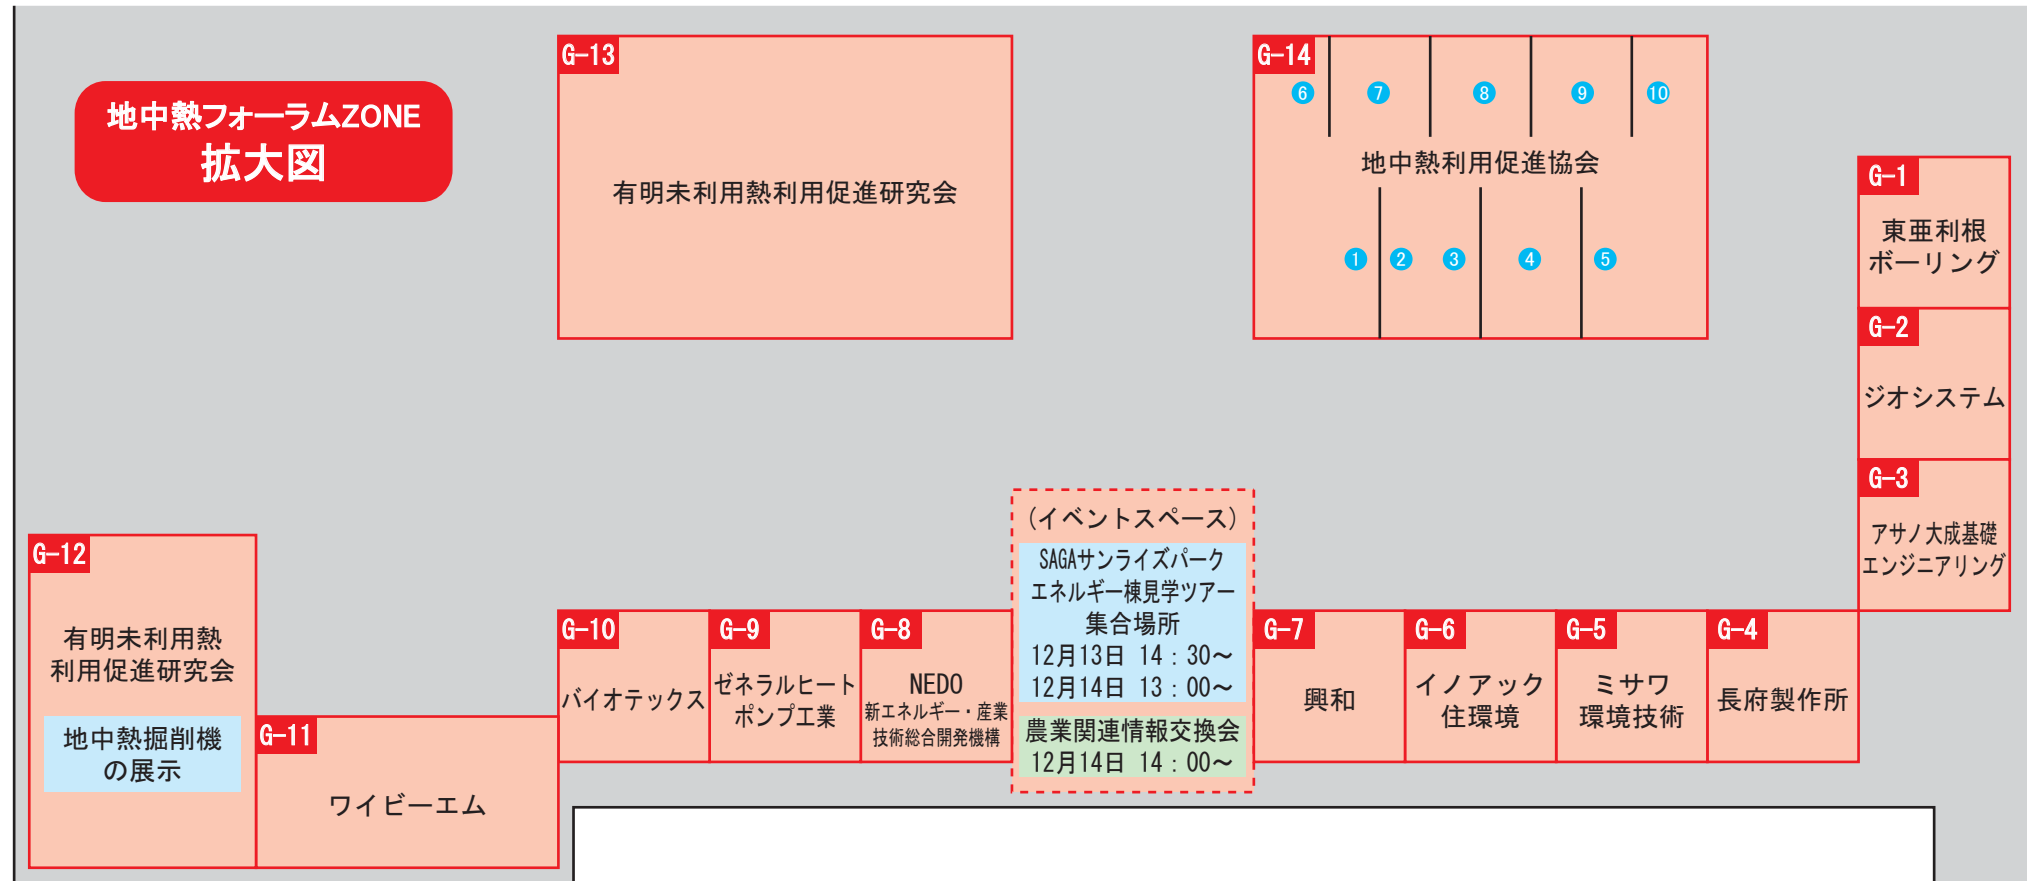 地中熱フォーラムZONE
拡大図
G-13
有明未利用熱利用促進研究会
G-14
6
7
8
9
10
地中熱利用促進協会
1
2
3
4
5
G-1
東亜利根
ボーリング
G-2
ジオシステム
G-3
アサノ大成基礎
エンジニアリング
G-12
有明未利用熱
利用促進研究会
地中熱掘削機
の展示
G-11
ワイビーエム
G-10
バイオテックス
G-9
ゼネラルヒート
ポンプ工業
G-8
NEDO
新エネルギー・産業
技術総合開発機構
(イベントスペース)
SAGAサンライズパーク
エネルギー棟見学ツアー
集合場所
12月13日 14:30～
12月14日 13:00～
農業関連情報交換会
12月14日 14:00～
G-7
興和
G-6
イノアック
住環境
G-5
ミサワ
環境技術
G-4
長府製作所